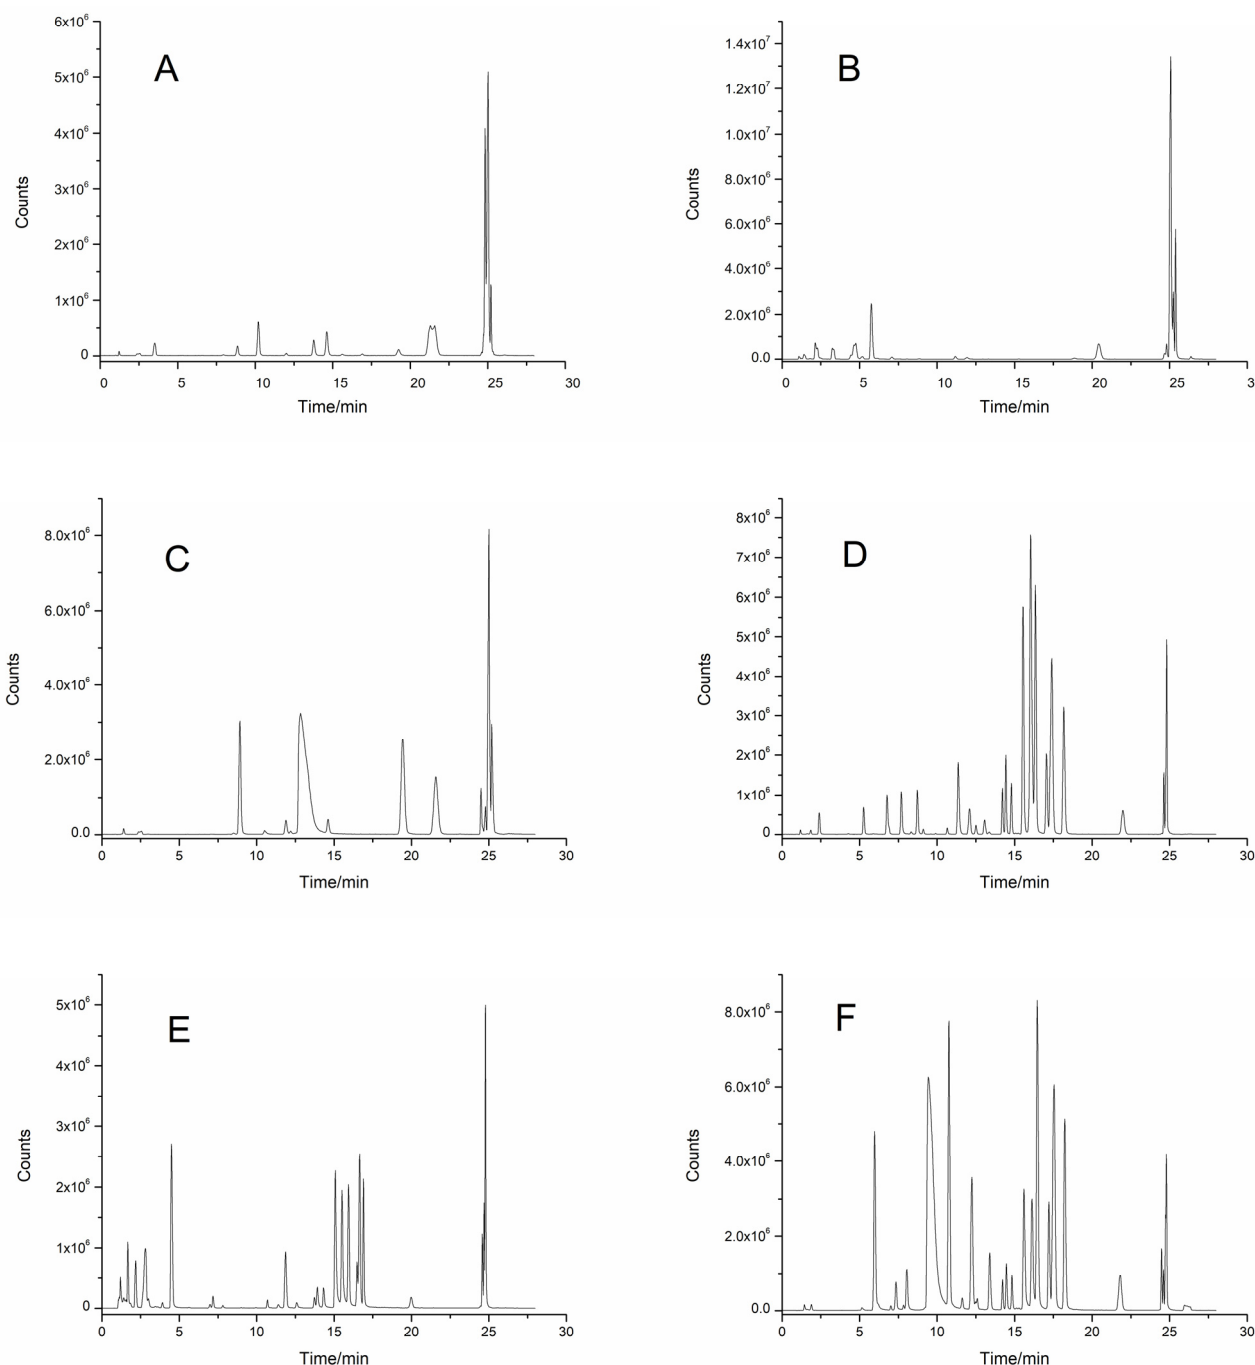 A
Counts
6x10⁶
5x10⁶
4x10⁶
3x10⁶
2x10⁶
1x10⁶
0
0 5 10 15 20 25 30
Time/min
B
Counts
1.4x10⁷
1.2x10⁷
1.0x10⁷
8.0x10⁶
6.0x10⁶
4.0x10⁶
2.0x10⁶
0.0
0 5 10 15 20 25 3
Time/min
C
Counts
8.0x10⁶
6.0x10⁶
4.0x10⁶
2.0x10⁶
0.0
0 5 10 15 20 25 30
Time/min
D
Counts
8x10⁶
7x10⁶
6x10⁶
5x10⁶
4x10⁶
3x10⁶
2x10⁶
1x10⁶
0
0 5 10 15 20 25 30
Time/min
E
Counts
5x10⁶
4x10⁶
3x10⁶
2x10⁶
1x10⁶
0
0 5 10 15 20 25 30
Time/min
F
Counts
8.0x10⁶
6.0x10⁶
4.0x10⁶
2.0x10⁶
0.0
0 5 10 15 20 25 30
Time/min